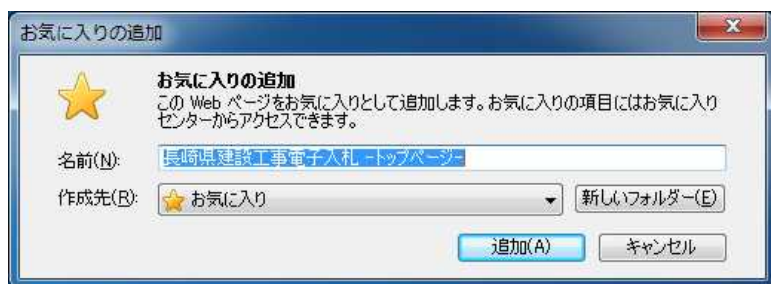 お気に入りの追加
お気に入りの追加
この Web ページをお気に入りとして追加します。お気に入りの項目にはお気に入り
センターからアクセスできます。
名前(N):
長崎県建設工事電子入札 -トップページ-
作成先(R):
お気に入り
新しいフォルダー(E)
追加(A)
キャンセル